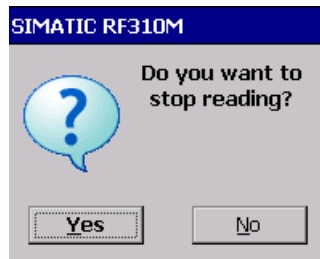 SIMATIC RF310M
Do you want to
stop reading?
Yes
No